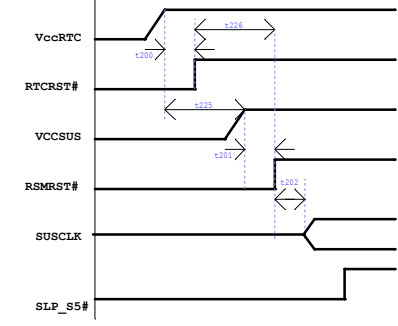 t226
VccRTC
t200
RTCRST#
t225
VCCSUS
t201
RSMRST#
t202
SUSCLK
SLP_S5#